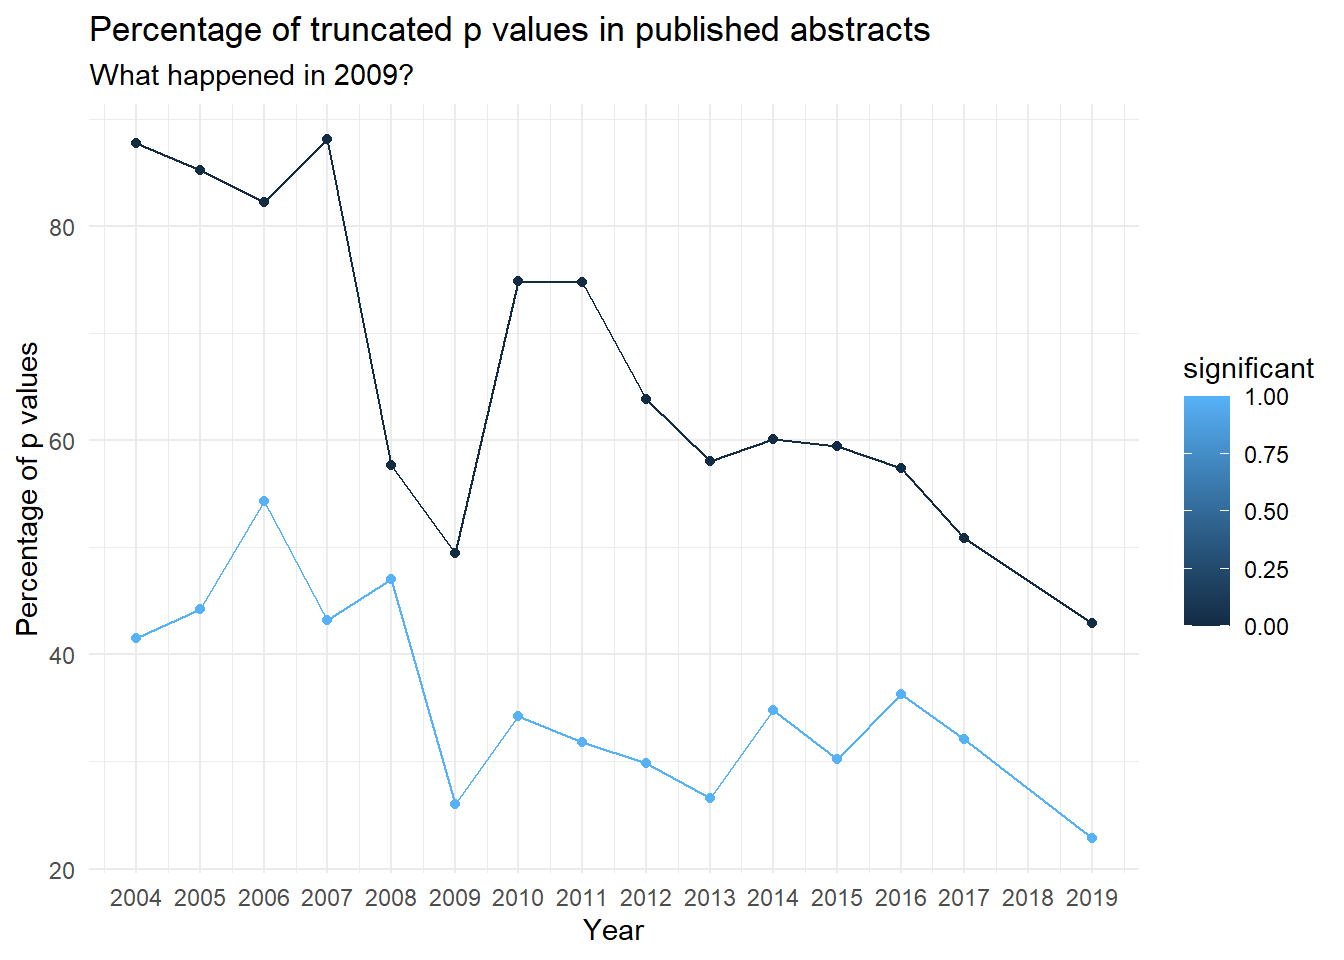 Percentage of truncated p values in published abstracts
What happened in 2009?
Percentage of p values
80
60
40
20
2004 2005 2006 2007 2008 2009 2010 2011 2012 2013 2014 2015 2016 2017 2018 2019
Year
significant
1.00
0.75
0.50
0.25
0.00